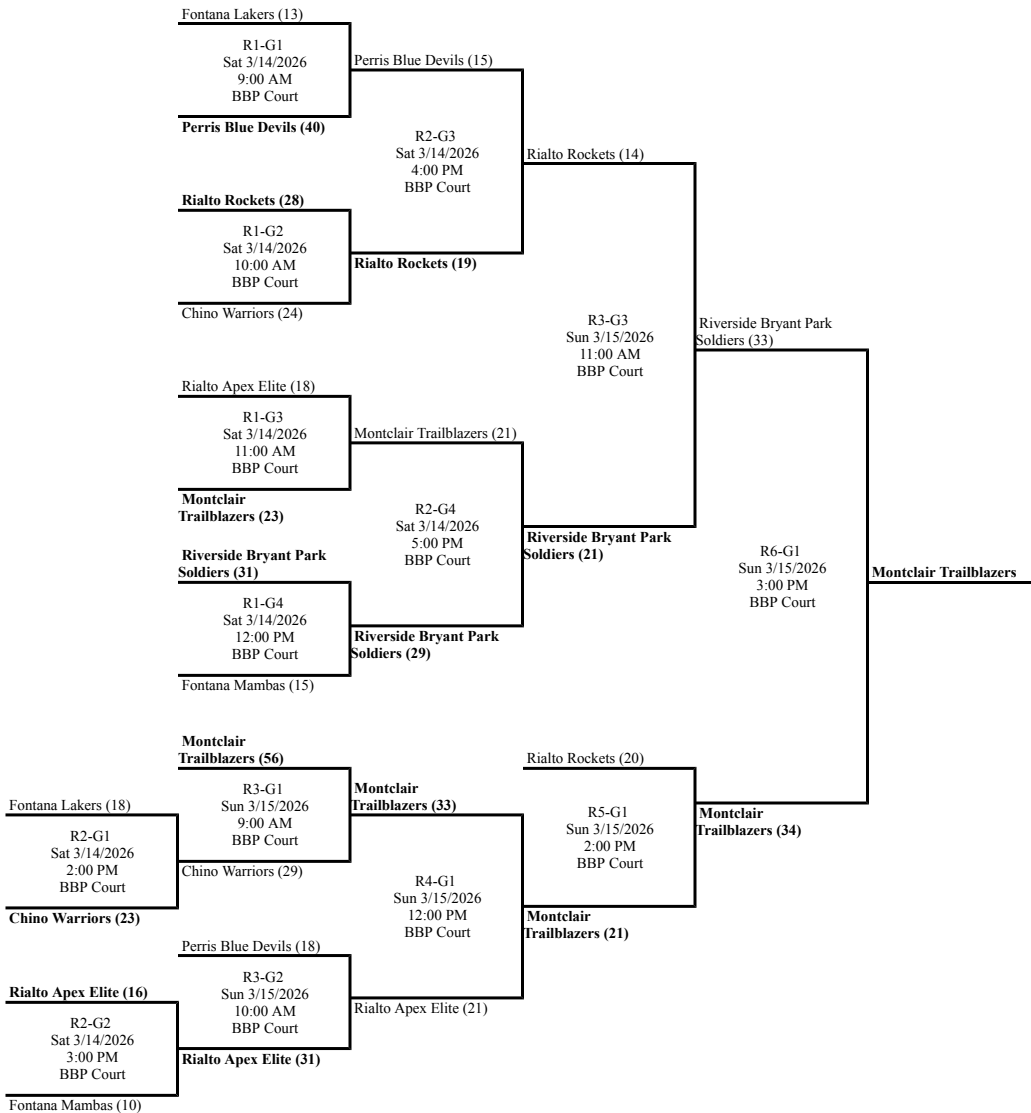 Fontana Lakers (13)
R1-G1
Sat 3/14/2026
9:00 AM
BBP Court
Perris Blue Devils (40)
Perris Blue Devils (15)
R2-G3
Sat 3/14/2026
4:00 PM
BBP Court
Rialto Rockets (28)
R1-G2
Sat 3/14/2026
10:00 AM
BBP Court
Chino Warriors (24)
Rialto Rockets (19)
Rialto Rockets (14)
R3-G3
Sun 3/15/2026
11:00 AM
BBP Court
Rialto Apex Elite (18)
R1-G3
Sat 3/14/2026
11:00 AM
BBP Court
Montclair
Trailblazers (23)
Montclair Trailblazers (21)
R2-G4
Sat 3/14/2026
5:00 PM
BBP Court
Riverside Bryant Park
Soldiers (31)
R1-G4
Sat 3/14/2026
12:00 PM
BBP Court
Fontana Mambas (15)
Riverside Bryant Park
Soldiers (29)
Riverside Bryant Park
Soldiers (21)
Riverside Bryant Park
Soldiers (33)
R6-G1
Sun 3/15/2026
3:00 PM
BBP Court
Montclair Trailblazers
Montclair
Trailblazers (56)
R3-G1
Sun 3/15/2026
9:00 AM
BBP Court
Fontana Lakers (18)
R2-G1
Sat 3/14/2026
2:00 PM
BBP Court
Chino Warriors (23)
Chino Warriors (29)
Montclair
Trailblazers (33)
R4-G1
Sun 3/15/2026
12:00 PM
BBP Court
Perris Blue Devils (18)
R3-G2
Sun 3/15/2026
10:00 AM
BBP Court
Rialto Apex Elite (16)
R2-G2
Sat 3/14/2026
3:00 PM
BBP Court
Fontana Mambas (10)
Rialto Apex Elite (31)
Rialto Apex Elite (21)
Rialto Rockets (20)
R5-G1
Sun 3/15/2026
2:00 PM
BBP Court
Montclair
Trailblazers (21)
Montclair
Trailblazers (34)